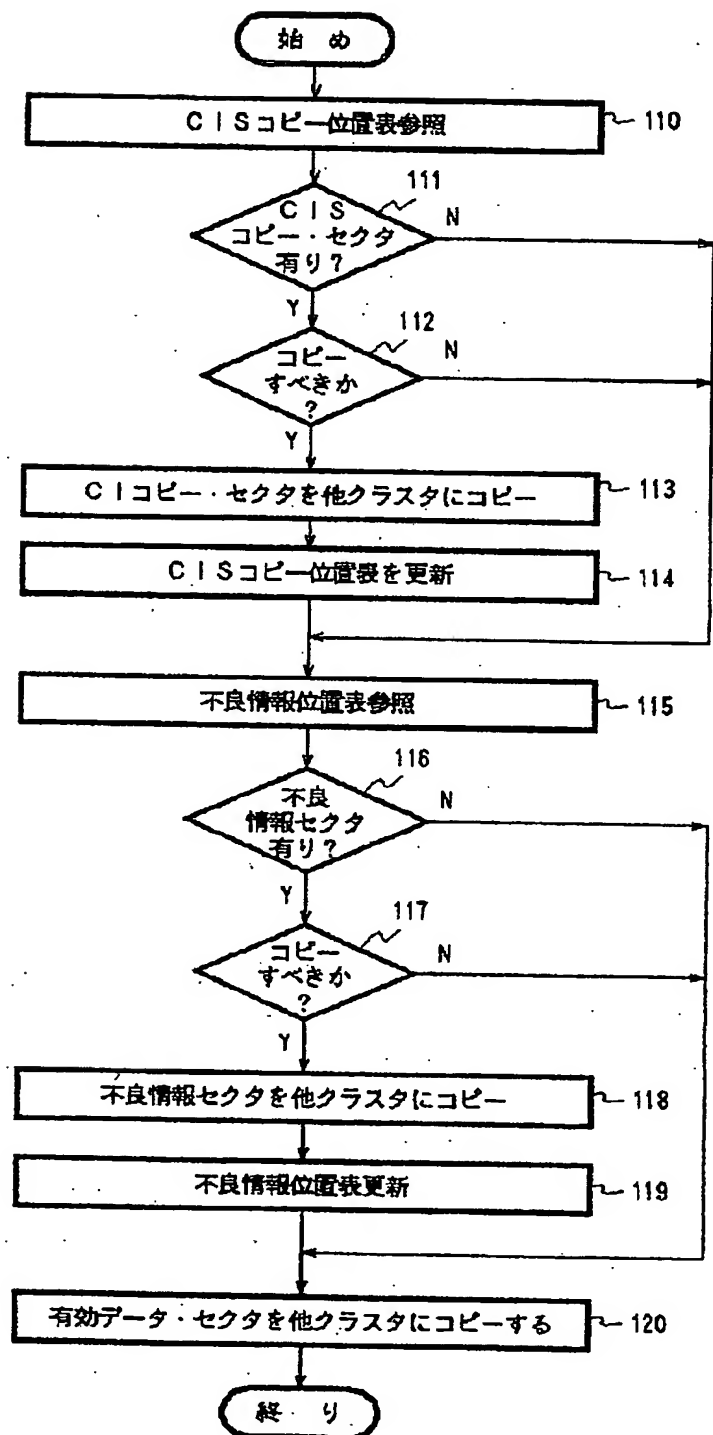 始め
CISコピー位置表参照
110
111
CIS
コピー・セクタ
有り?
N
Y
112
コピー
すべきか
?
N
Y
CIコピー・セクタを他クラスタにコピー
113
CISコピー位置表を更新
114
不良情報位置表参照
115
116
不良
情報セクタ
有り?
N
Y
117
コピー
すべきか
?
N
Y
不良情報セクタを他クラスタにコピー
118
不良情報位置表更新
119
有効データ・セクタを他クラスタにコピーする
120
終り